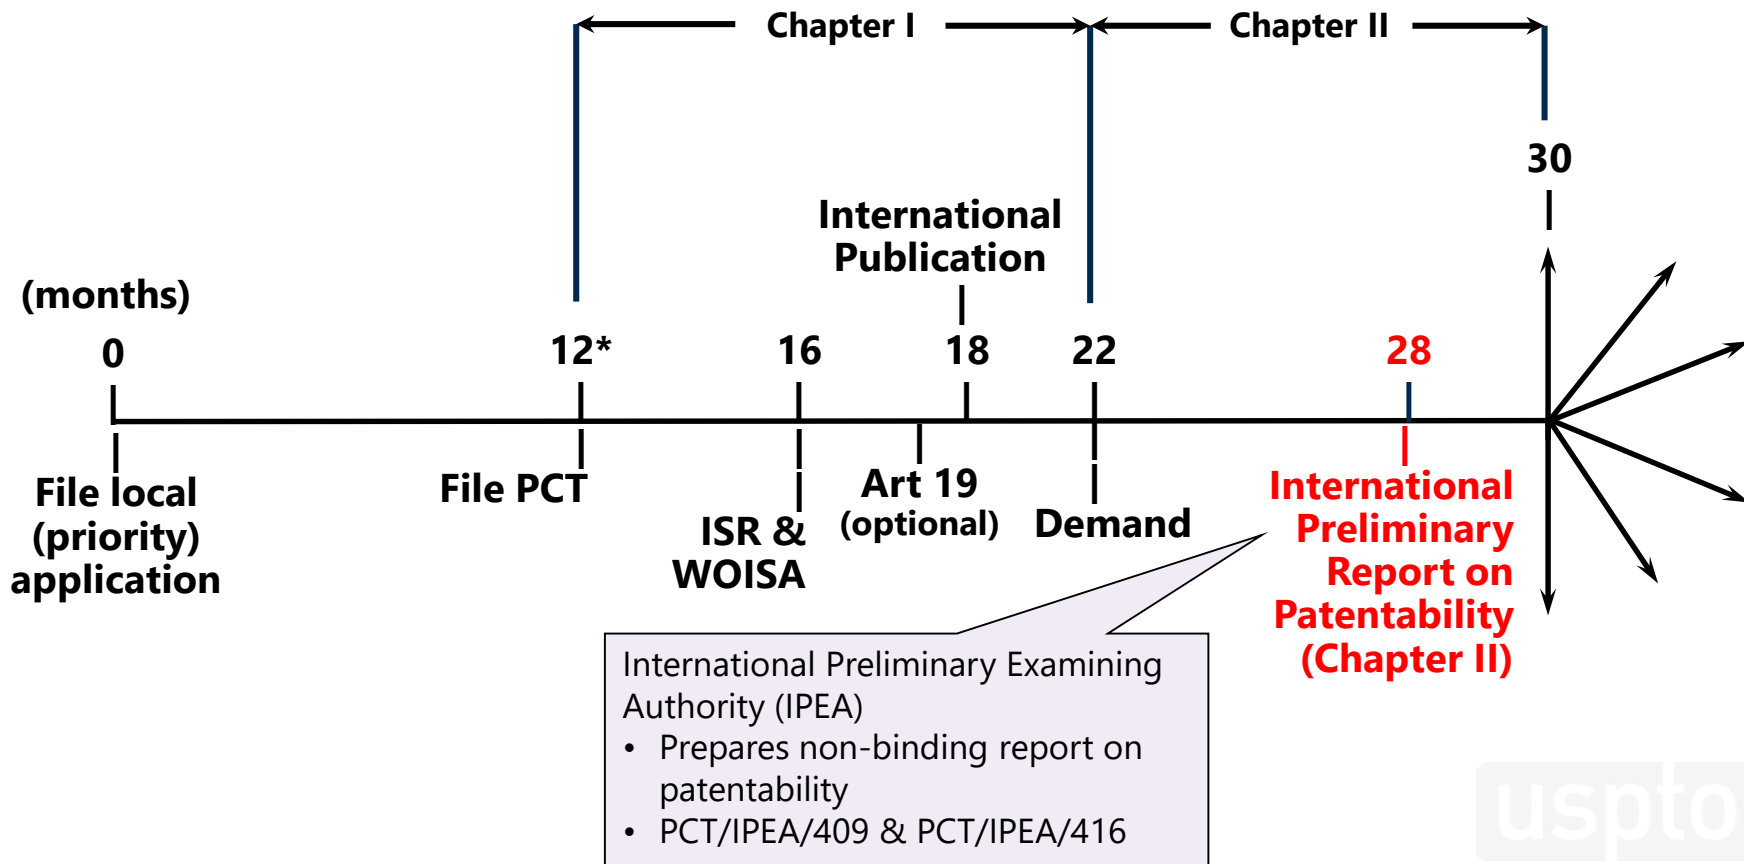 Chapter I
Chapter II
30
International
Publication
(months)
0
12*
16
18
22
28
File local
(priority)
application
File PCT
ISR &
WOISA
Art 19
(optional)
Demand
International
Preliminary
Report on
Patentability
(Chapter II)
International Preliminary Examining
Authority (IPEA)
• Prepares non-binding report on
patentability
• PCT/IPEA/409 & PCT/IPEA/416
uspto